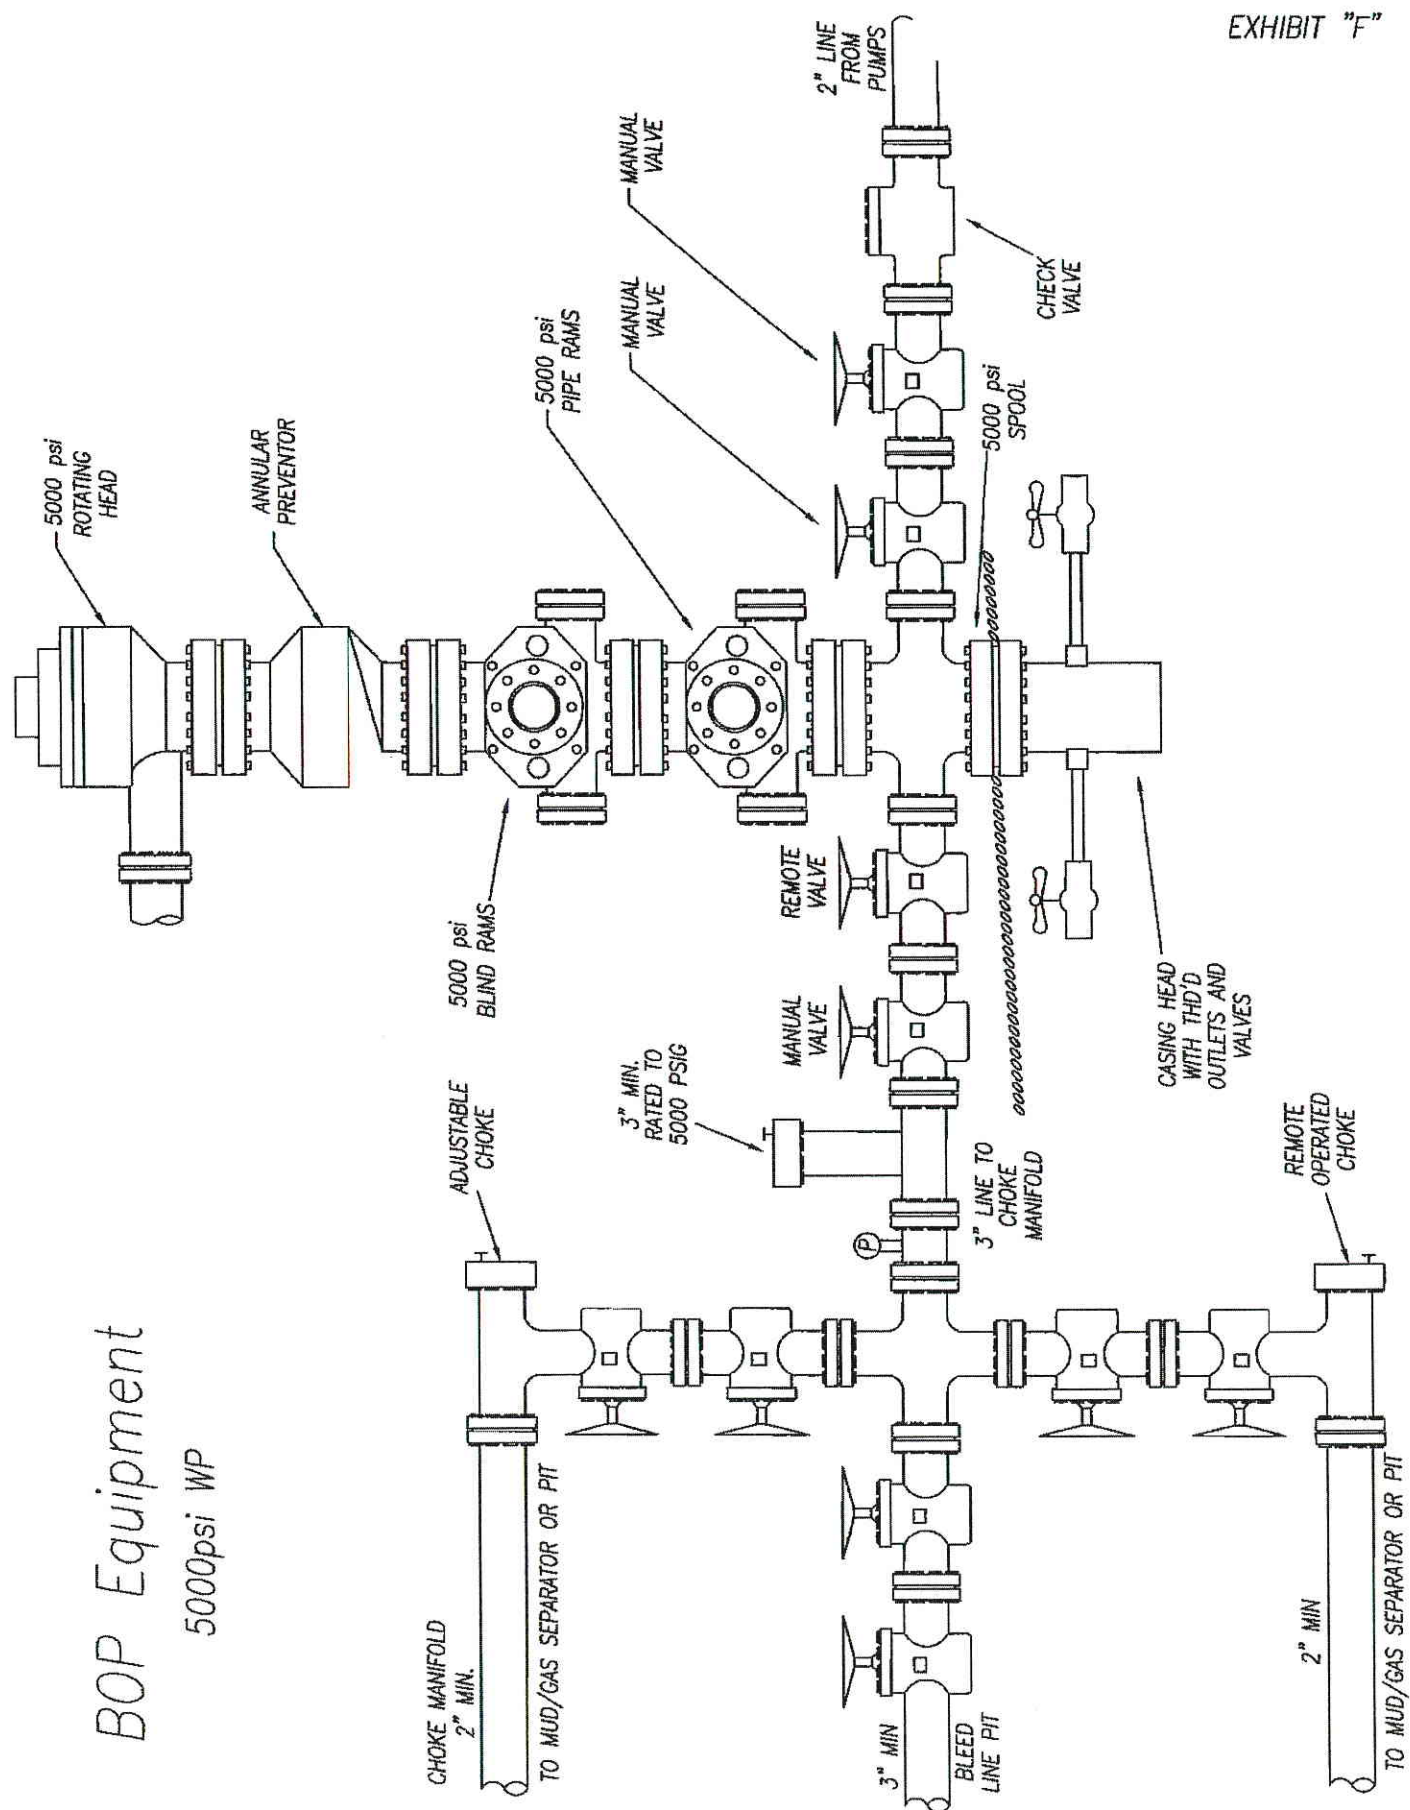 EXHIBIT "F"
2" LINE
FROM
PUMPS
MANUAL
VALVE
MANUAL
VALVE
CHECK
VALVE
5000 psi
PIPE RAMS
5000 psi
SPOOL
5000 psi
ROTATING
HEAD
ANNULAR
PREVENTOR
5000 psi
BLIND RAMS
REMOTE
VALVE
MANUAL
VALVE
CASING HEAD
WITH THD'D
OUTLETS AND
VALVES
3" MIN.
RATED TO
5000 PSIG
ADJUSTABLE
CHOKE
P
3" LINE TO
CHOKE
MANIFOLD
REMOTE
OPERATED
CHOKE
BOP Equipment
5000psi WP
CHOKE MANIFOLD
2" MIN.
TO MUD/GAS SEPARATOR OR PIT
3" MIN
BLEED
LINE PIT
2" MIN
TO MUD/GAS SEPARATOR OR PIT